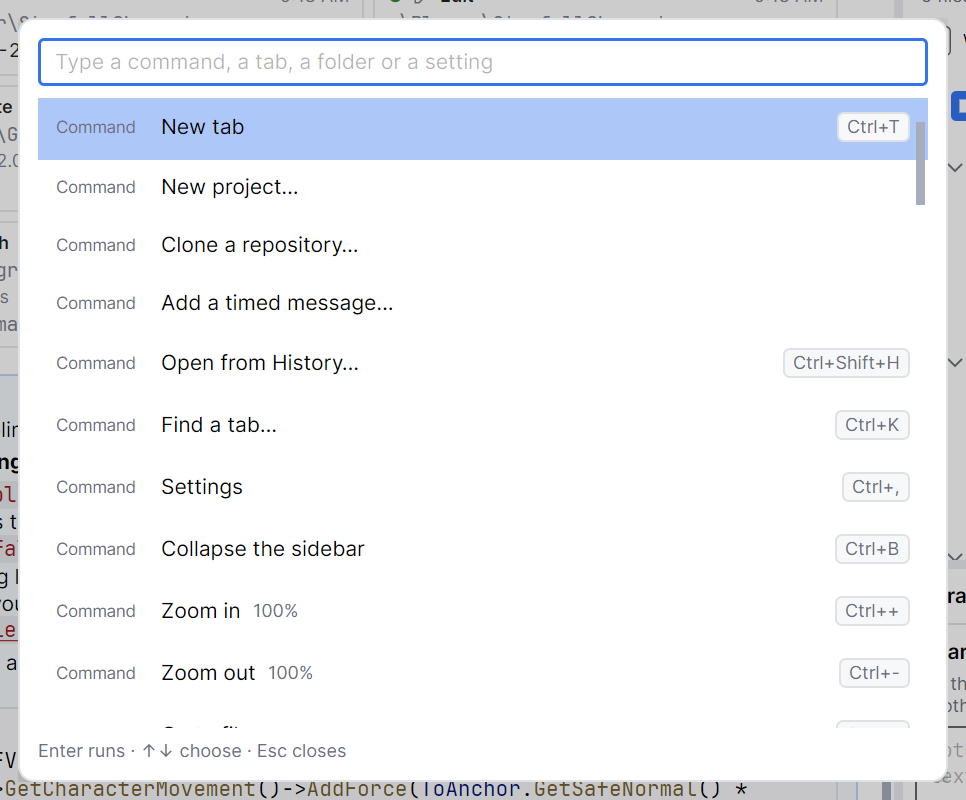 Type a command, a tab, a folder or a setting
Command New tab Ctrl+T
Command New project...
Command Clone a repository...
Command Add a timed message...
Command Open from History... Ctrl+Shift+H
Command Find a tab... Ctrl+K
Command Settings Ctrl+,
Command Collapse the sidebar Ctrl+B
Command Zoom in 100% Ctrl++
Command Zoom out 100% Ctrl+-
Enter runs · ↑↓ choose · Esc closes
>GetCharacterMovement()->AddForce(ToAnchor.GetSafeNormal() *